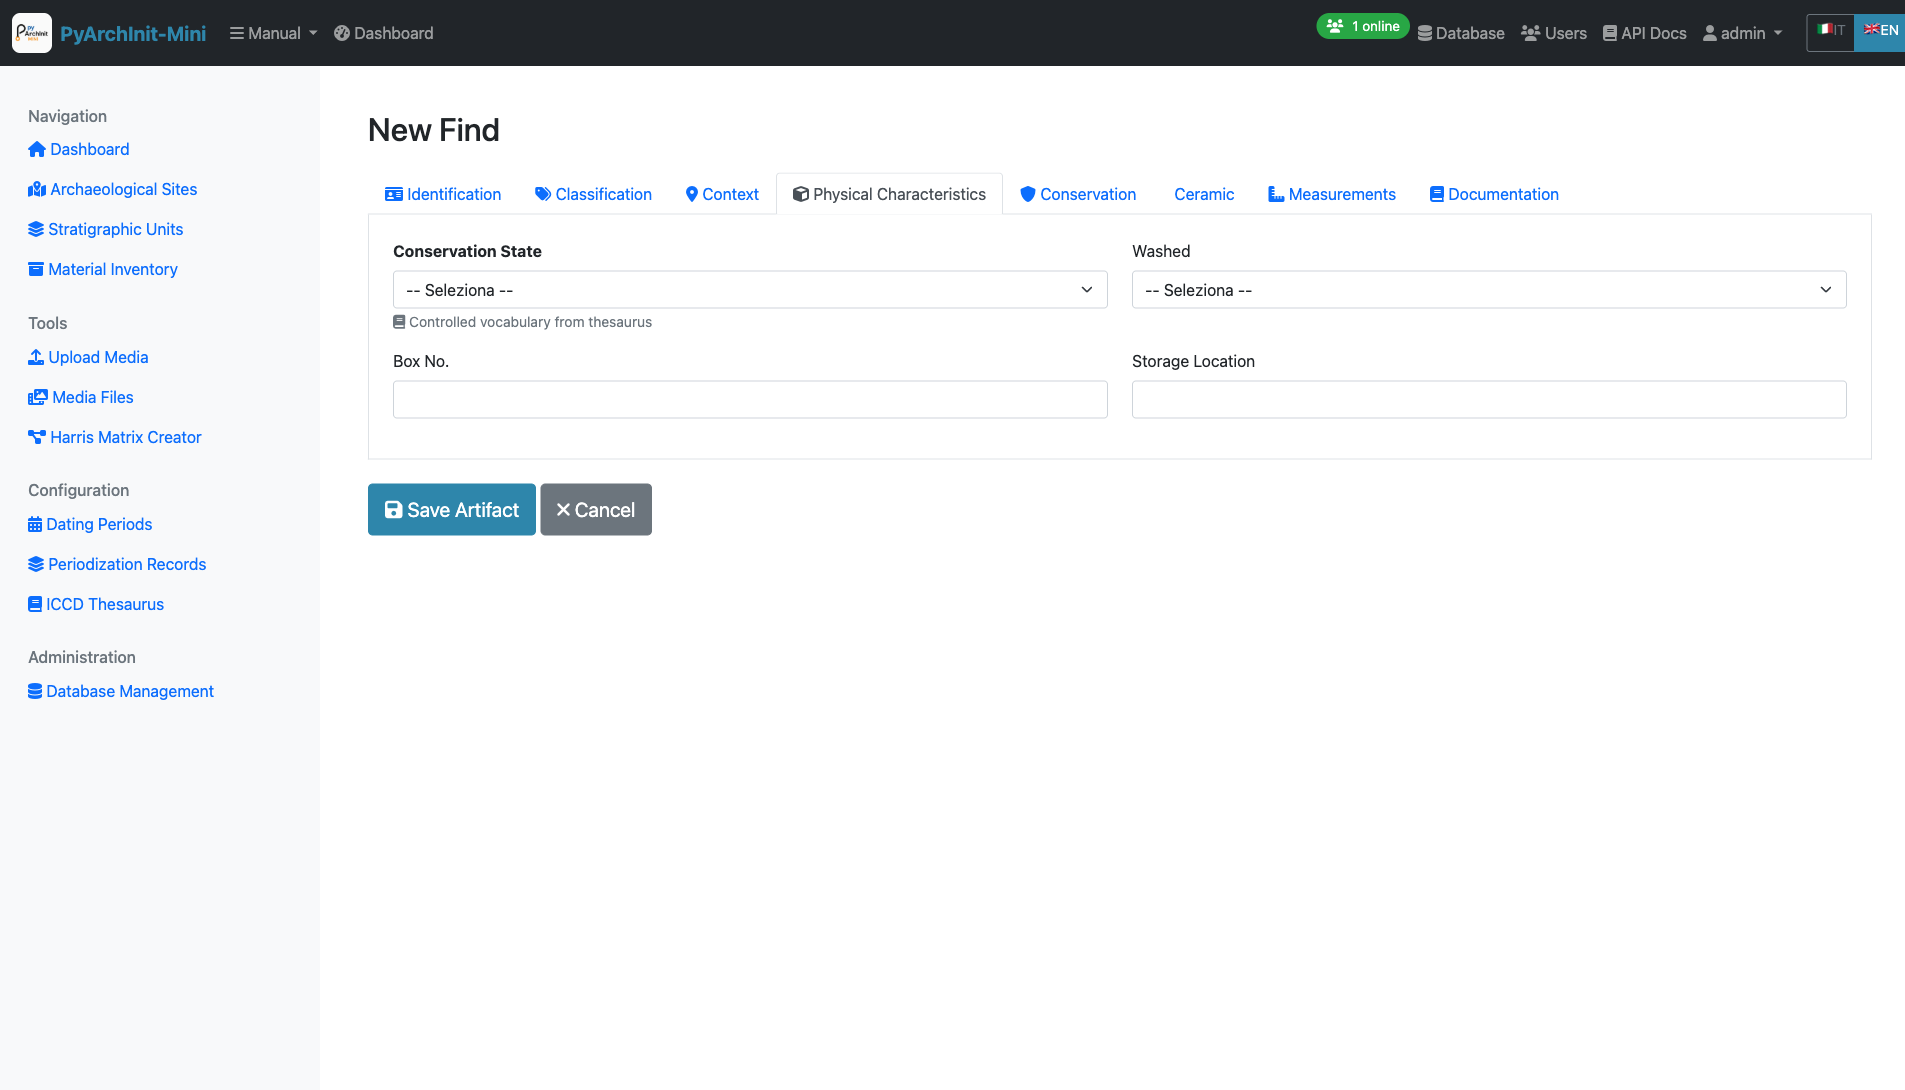 PyArchInit-Mini
Manual
Dashboard
1 online
Database
Users
API Docs
admin
IT
EN
Navigation
Dashboard
Archaeological Sites
Stratigraphic Units
Material Inventory
Tools
Upload Media
Media Files
Harris Matrix Creator
Configuration
Dating Periods
Periodization Records
ICCD Thesaurus
Administration
Database Management
New Find
Identification
Classification
Context
Physical Characteristics
Conservation
Ceramic
Measurements
Documentation
Conservation State
-- Seleziona --
Controlled vocabulary from thesaurus
Washed
-- Seleziona --
Box No.
Storage Location
Save Artifact
Cancel